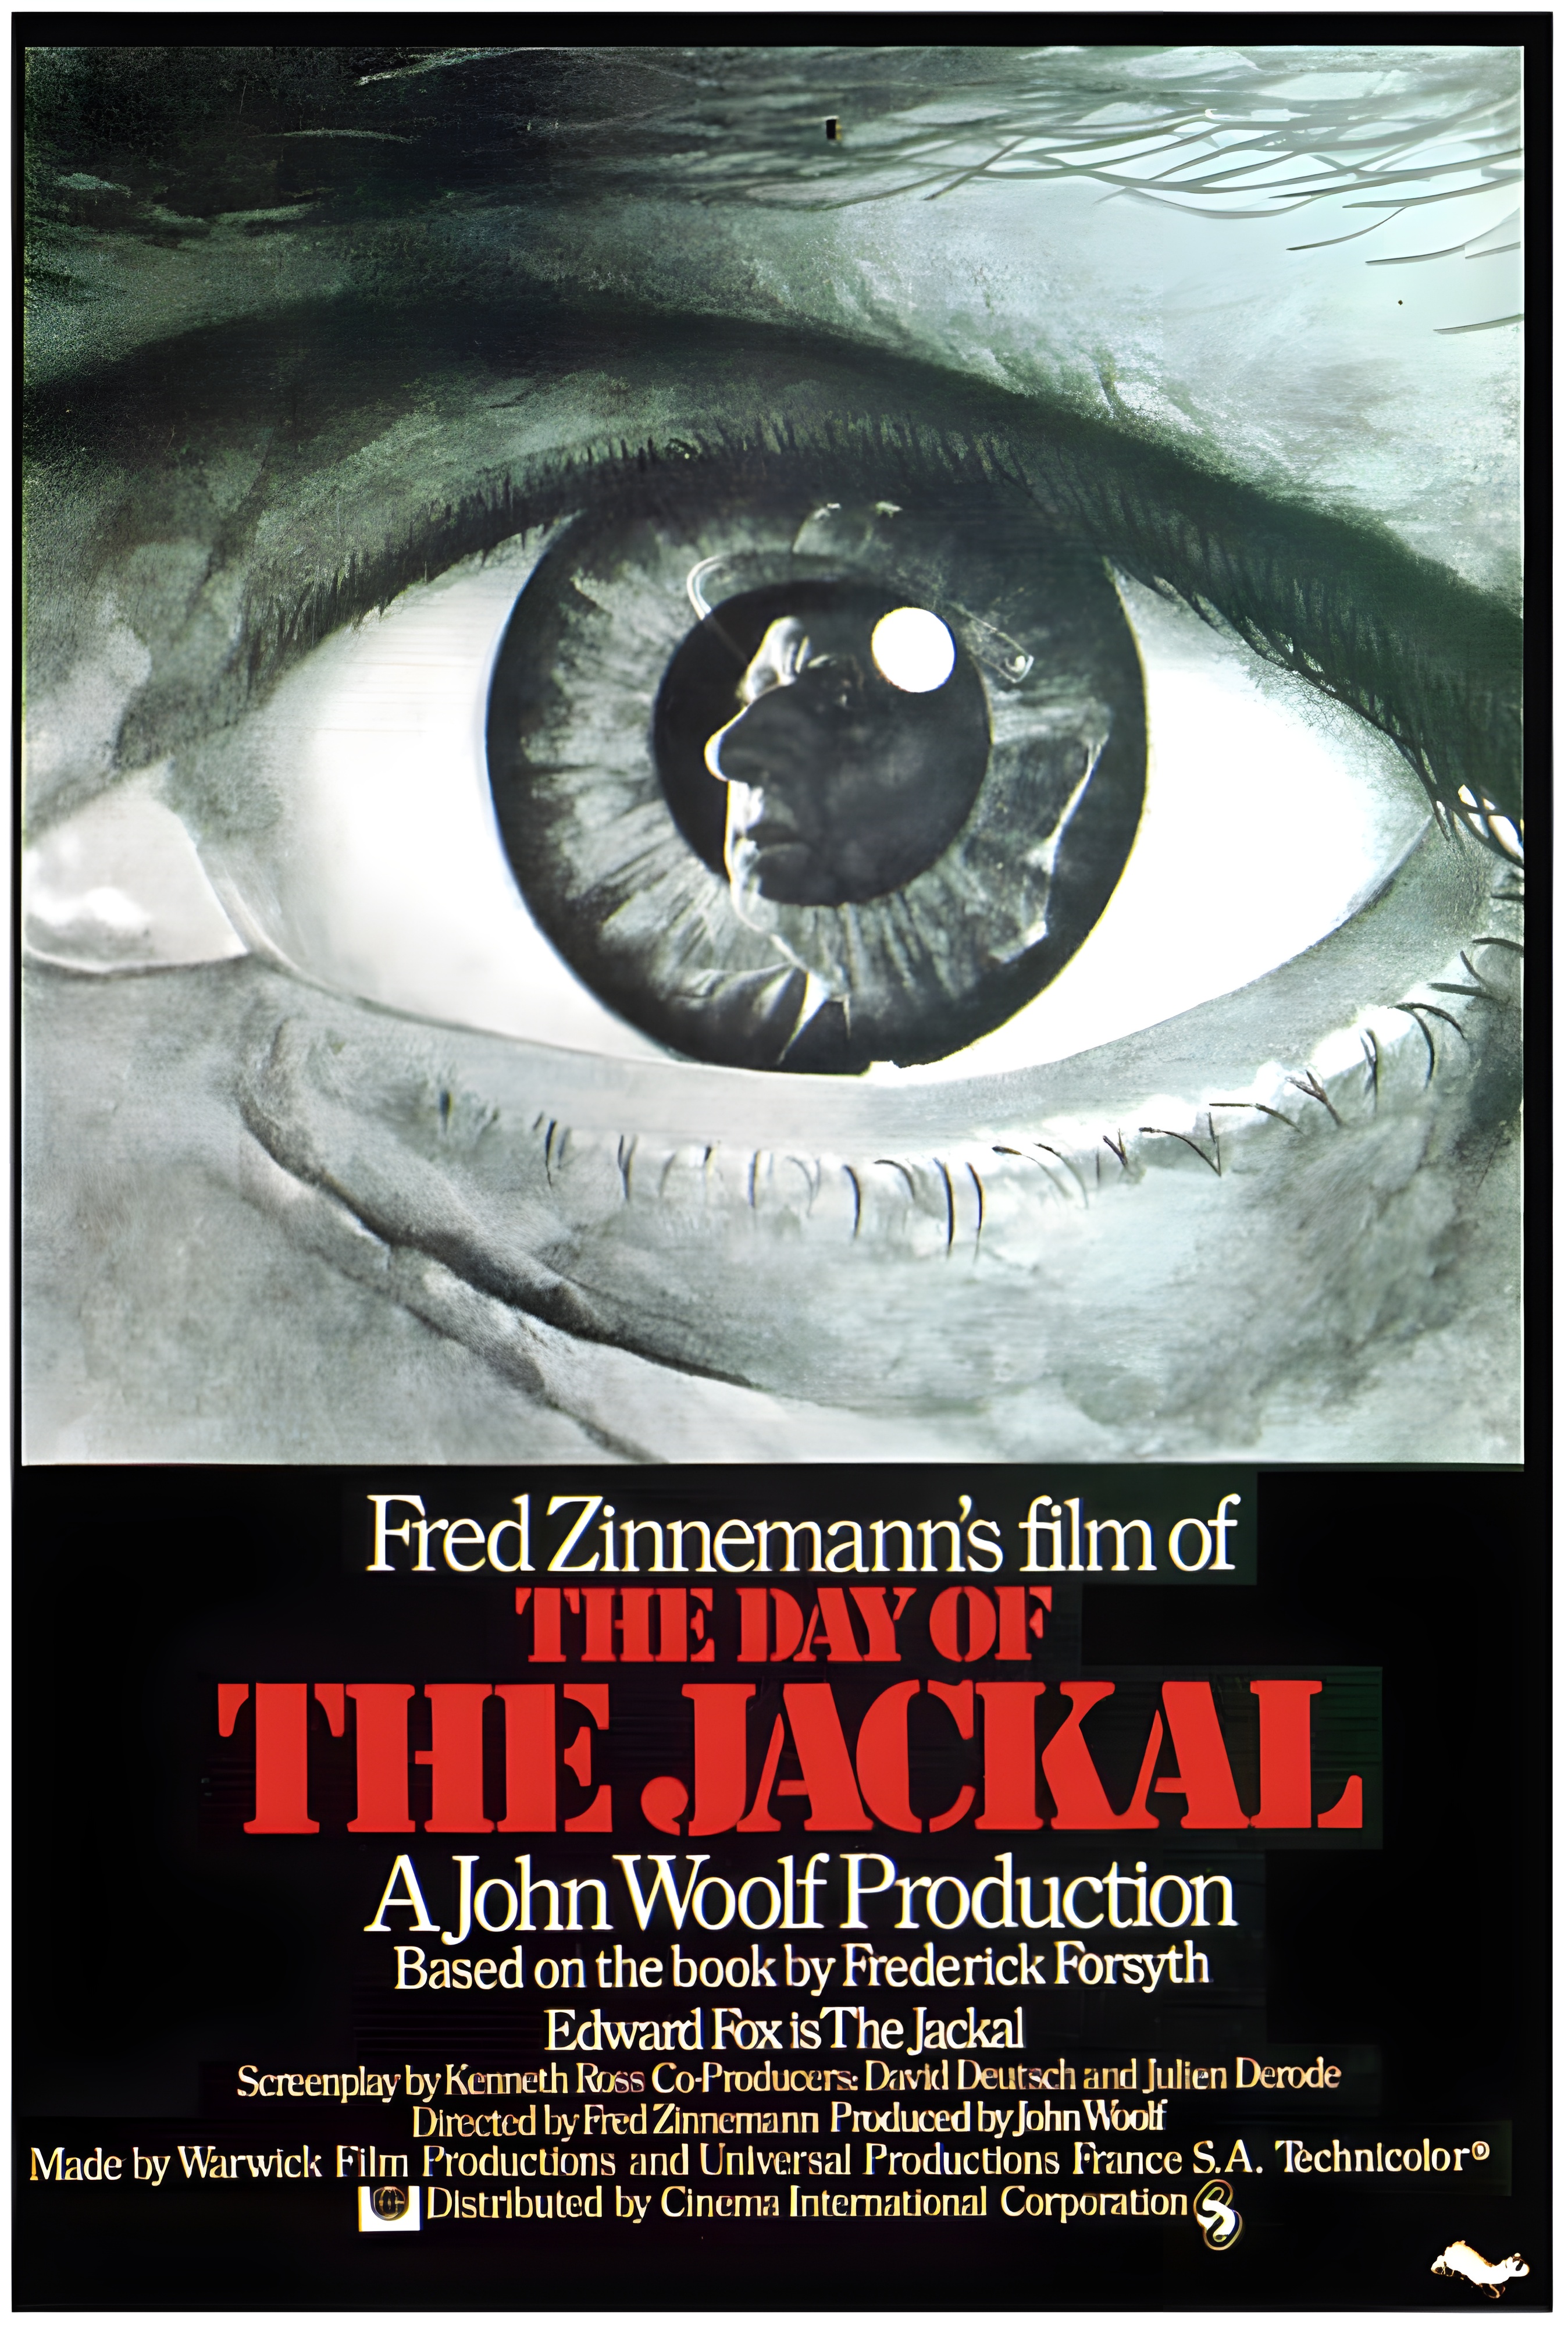 Fred Zinnemann's film of
THE DAY OF
THE JACKAL
A John Woolf Production
Based on the book by Frederick Forsyth
Edward Fox is The Jackal
Screenplay by Kenneth Ross Co-Producers: David Deutsch and Julien Derode
Directed by Fred Zinnemann Produced by John Woolf
Made by Warwick Film Productions and Universal Productions France S.A. Technicolor®
Distributed by Cinema International Corporation